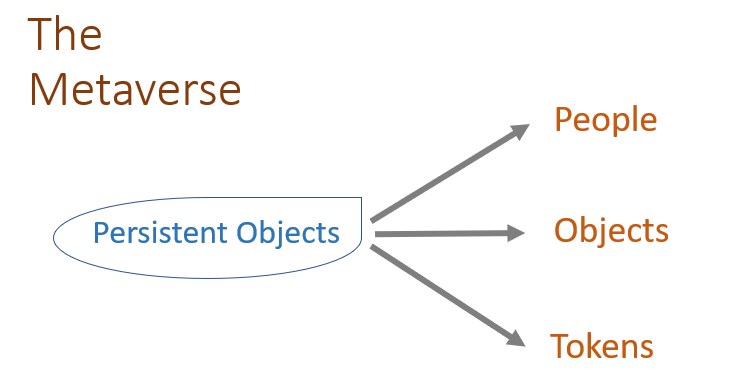 The
Metaverse
People
Persistent Objects
Objects
Tokens